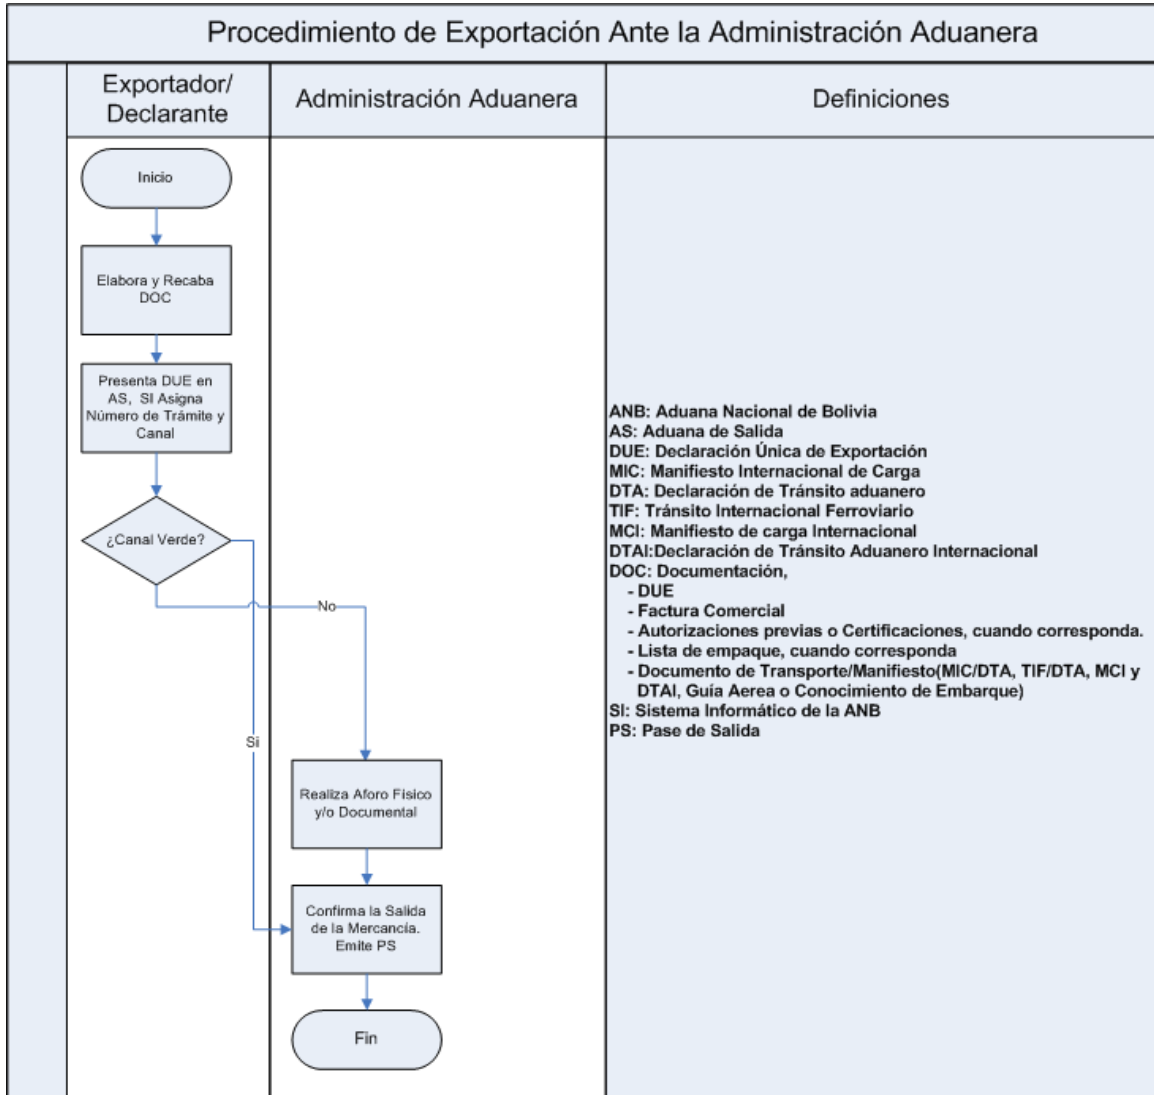 Procedimiento de Exportación Ante la Administración Aduanera
Exportador/
Declarante
Administración Aduanera
Definiciones
Inicio
Elabora y Recaba
DOC
Presenta DUE en
AS, SI Asigna
Número de Trámite y
Canal
¿Canal Verde?
No
Si
Realiza Aforo Físico
y/o Documental
Confirma la Salida
de la Mercancía.
Emite PS
Fin
ANB: Aduana Nacional de Bolivia
AS: Aduana de Salida
DUE: Declaración Única de Exportación
MIC: Manifiesto Internacional de Carga
DTA: Declaración de Tránsito aduanero
TIF: Tránsito Internacional Ferroviario
MCI: Manifiesto de carga Internacional
DTAI:Declaración de Tránsito Aduanero Internacional
DOC: Documentación,
- DUE
- Factura Comercial
- Autorizaciones previas o Certificaciones, cuando corresponda.
- Lista de empaque, cuando corresponda
- Documento de Transporte/Manifiesto(MIC/DTA, TIF/DTA, MCI y
DTAI, Guía Aerea o Conocimiento de Embarque)
SI: Sistema Informático de la ANB
PS: Pase de Salida